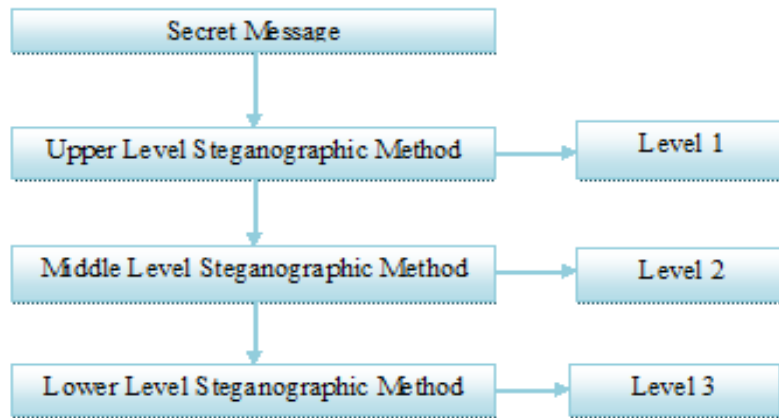 Secret Message
Upper Level Steganographic Method
Level 1
Middle Level Steganographic Method
Level 2
Lower Level Steganographic Method
Level 3